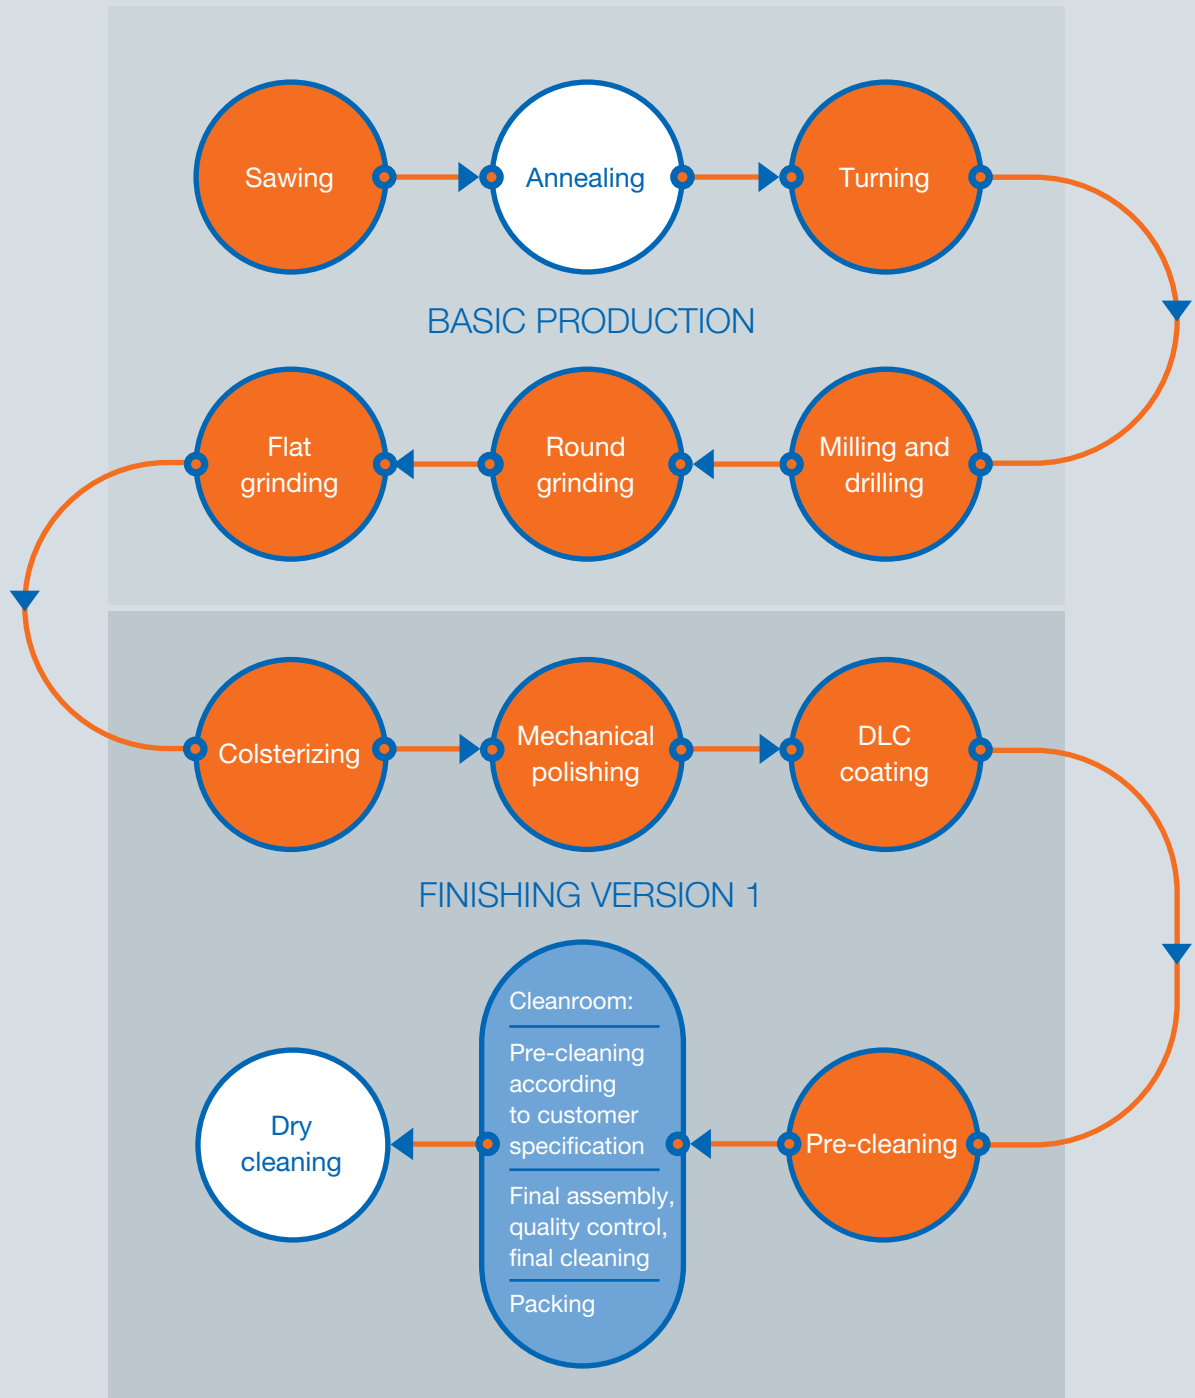 Sawing
Annealing
Turning
BASIC PRODUCTION
Flat
grinding
Round
grinding
Milling and
drilling
Colsterizing
Mechanical
polishing
DLC
coating
FINISHING VERSION 1
Dry
cleaning
Cleanroom:
Pre-cleaning
according
to customer
specification
Final assembly,
quality control,
final cleaning
Packing
Pre-cleaning